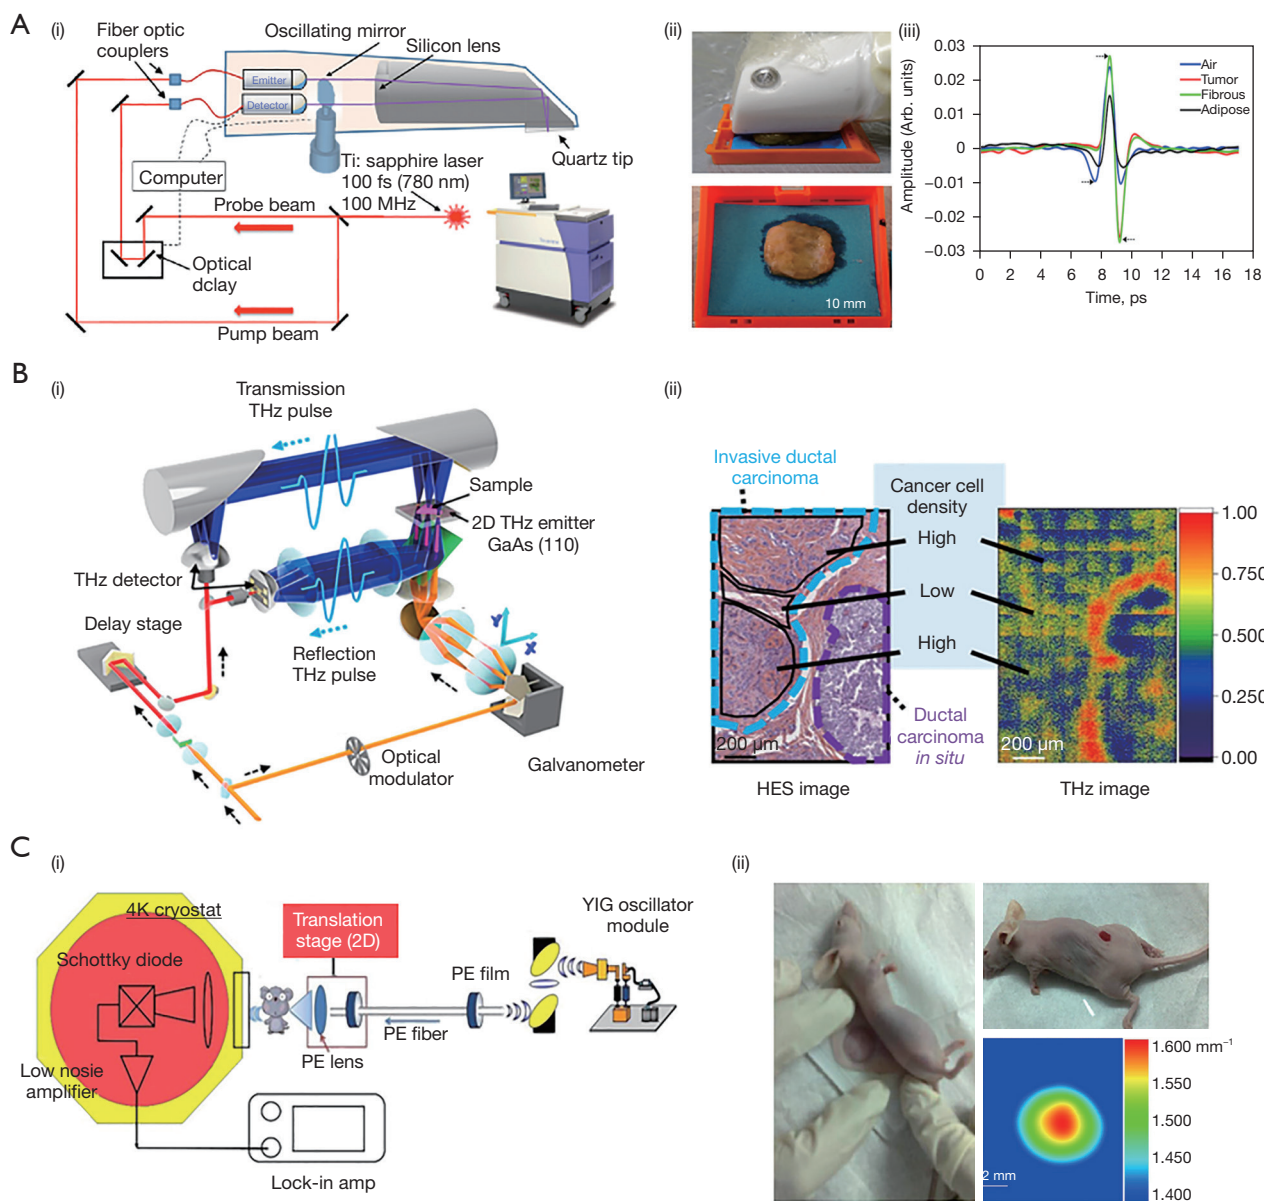 A
(i)
Fiber optic
couplers
Oscillating mirror
Silicon lens
Emitter
Detector
Quartz tip
Computer
Ti: sapphire laser
100 fs (780 nm)
100 MHz
Probe beam
Optical
dclay
Pump beam
(ii)
10 mm
(iii)
Amplitude (Arb. units)
0.03
0.02
0.01
0
−0.01
−0.02
−0.03
Air
Tumor
Fibrous
Adipose
0 2 4 6 8 10 12 14 16 18
Time, ps
B
(i)
Transmission
THz pulse
Sample
2D THz emitter
GaAs (110)
THz detector
Delay stage
Reflection
THz pulse
Y
X
Optical
modulator
Galvanometer
(ii)
Invasive ductal
carcinoma
Cancer cell
density
High
Low
High
Ductal
carcinoma
in situ
200 µm
HES image
200 µm
THz image
1.00
0.750
0.500
0.250
0.00
C
(i)
4K cryostat
Schottky diode
Low nosie
amplifier
Translation
stage (2D)
PE lens
PE fiber
PE film
YIG oscillator
module
Lock-in amp
(ii)
2 mm
1.600 mm⁻¹
1.550
1.500
1.450
1.400